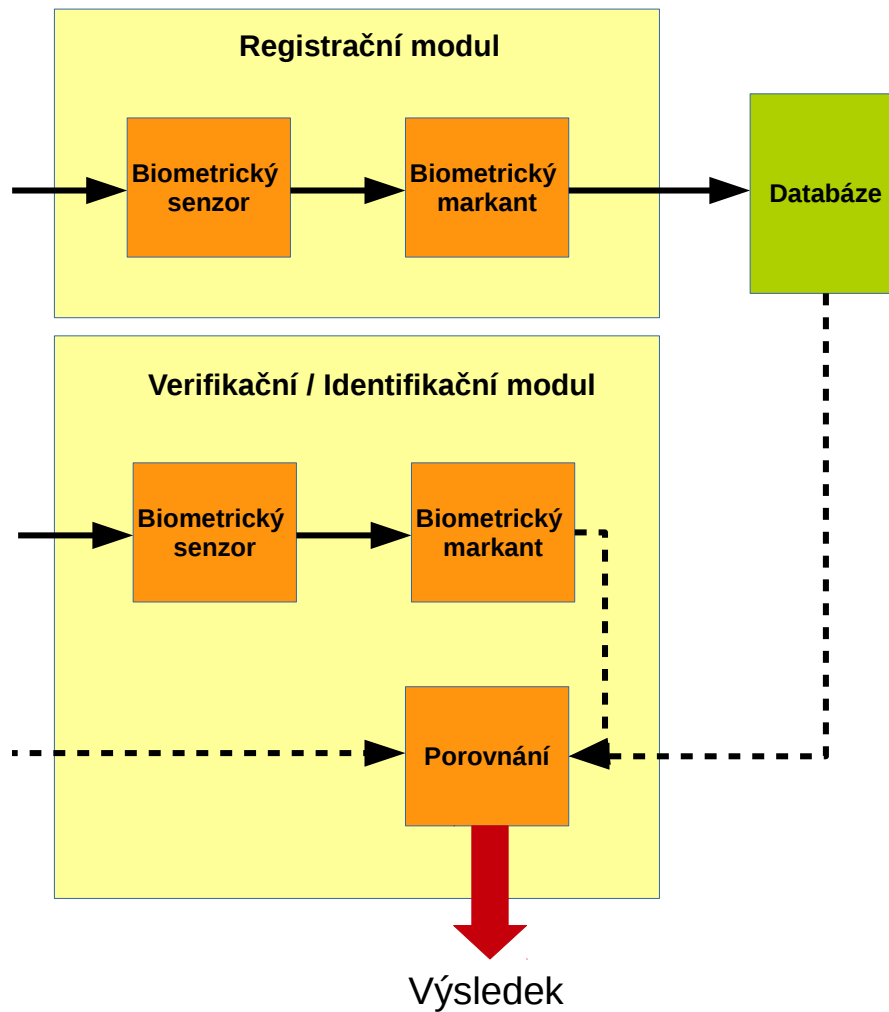 Registrační modul
Biometrický
senzor
Biometrický
markant
Databáze
Verifikační / Identifikační modul
Biometrický
senzor
Biometrický
markant
Porovnání
Výsledek